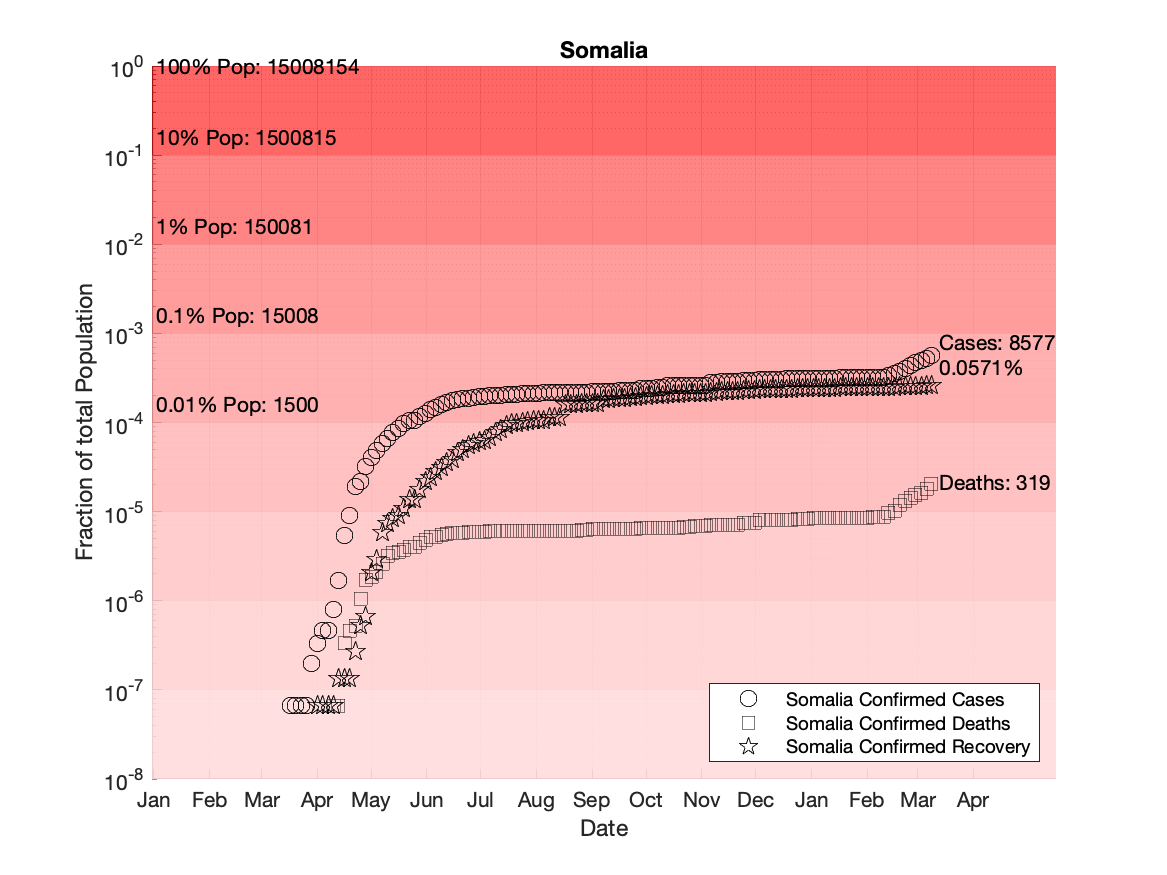 Somalia
10^0
100% Pop: 15008154
10% Pop: 1500815
10^-1
1% Pop: 150081
10^-2
0.1% Pop: 15008
10^-3
Cases: 8577
0.0571%
0.01% Pop: 1500
10^-4
Deaths: 319
10^-5
10^-6
10^-7
10^-8
Fraction of total Population
Somalia Confirmed Cases
Somalia Confirmed Deaths
Somalia Confirmed Recovery
Jan Feb Mar Apr May Jun Jul Aug Sep Oct Nov Dec Jan Feb Mar Apr
Date